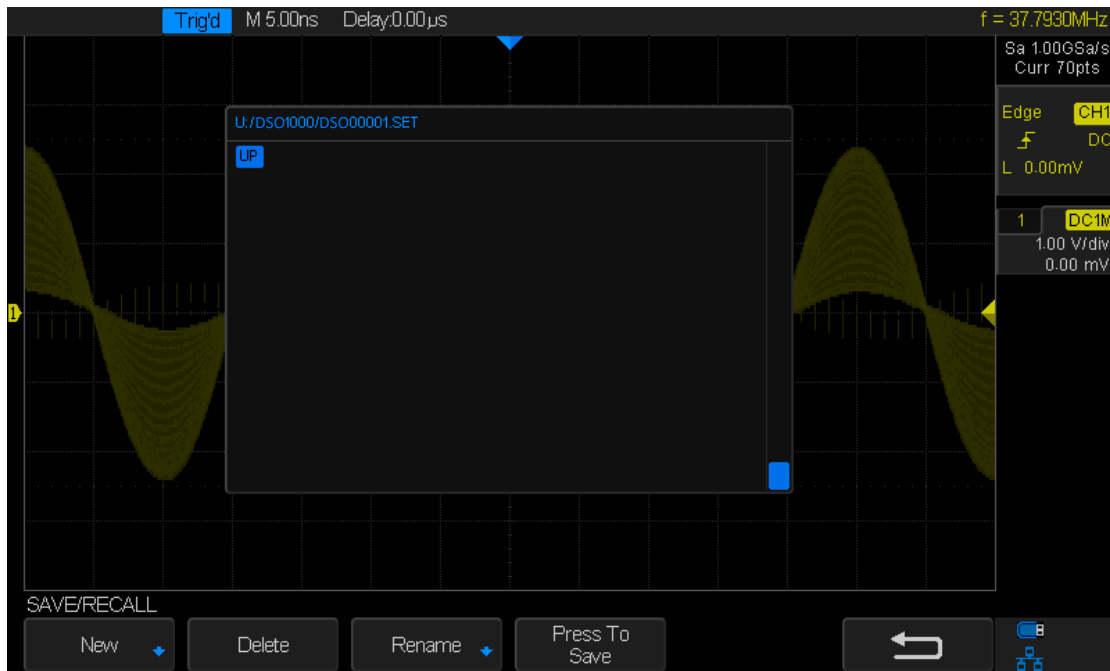 Trig'd M 5.00ns Delay:0.00µs f = 37.7930MHz
Sa 1.00GSa/s
Curr 70pts
U:/DSO1000/DSO00001.SET
UP
Edge CH1
DC
L 0.00mV
1 DC1M
1.00 V/div
0.00 mV
1
SAVE/RECALL
New Delete Rename Press To Save